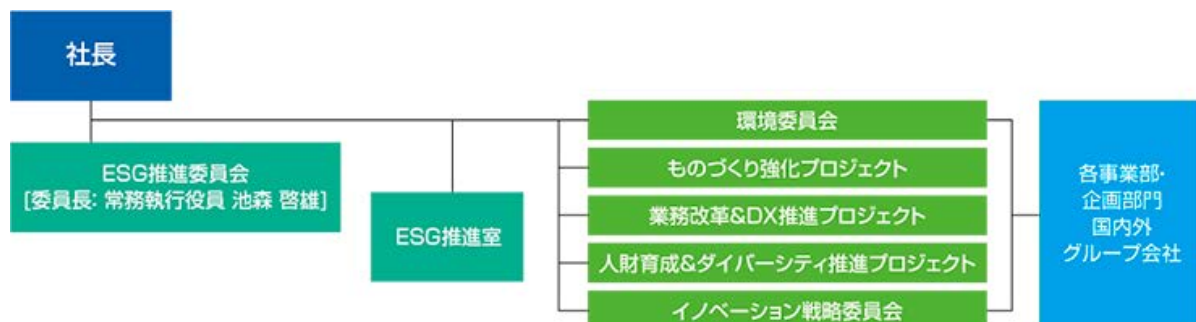 社長
ESG推進委員会
[委員長: 常務執行役員 池森 啓雄]
ESG推進室
環境委員会
ものづくり強化プロジェクト
業務改革&DX推進プロジェクト
人財育成&ダイバーシティ推進プロジェクト
イノベーション戦略委員会
各事業部・
企画部門
国内外
グループ会社